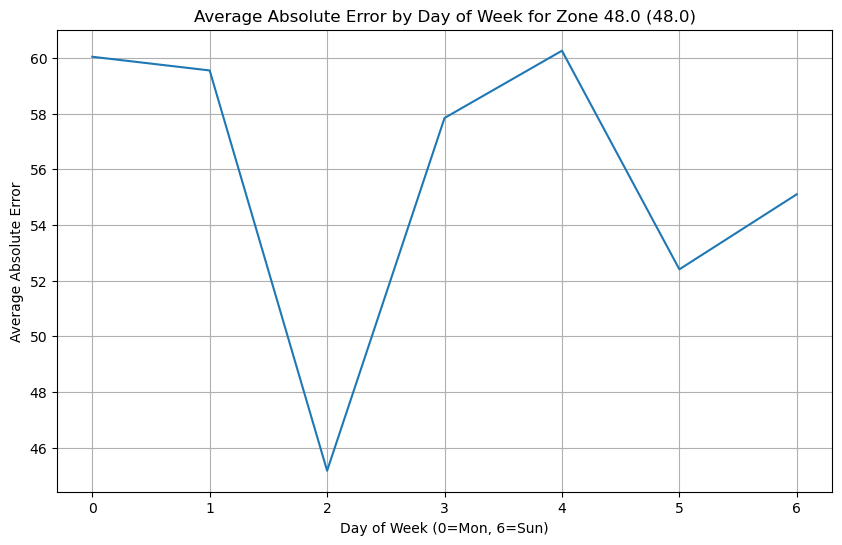 Average Absolute Error by Day of Week for Zone 48.0 (48.0)
Average Absolute Error
60
58
56
54
52
50
48
46
0 1 2 3 4 5 6
Day of Week (0=Mon, 6=Sun)